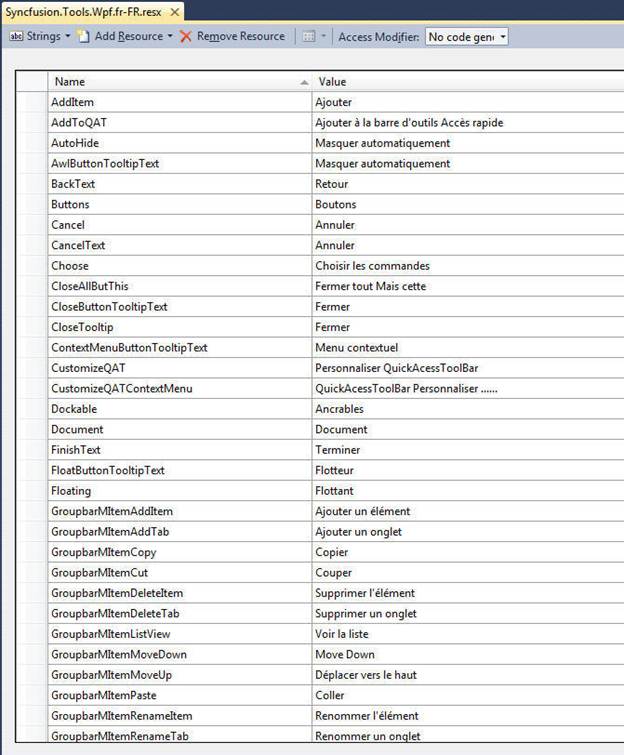 Syncfusion.Tools.Wpf.fr-FR.resx
abc Strings Add Resource Remove Resource Access Modifier: No code gen
Name Value
AddItem Ajouter
AddToQAT Ajouter à la barre d'outils Accès rapide
AutoHide Masquer automatiquement
AwlButtonTooltipText Masquer automatiquement
BackText Retour
Buttons Boutons
Cancel Annuler
CancelText Annuler
Choose Choisir les commandes
CloseAllButThis Fermer tout Mais cette
CloseButtonTooltipText Fermer
CloseTooltip Fermer
ContextMenuButtonTooltipText Menu contextuel
CustomizeQAT Personnaliser QuickAcessToolBar
CustomizeQATContextMenu QuickAcessToolBar Personnaliser ......
Dockable Ancrables
Document Document
FinishText Terminer
FloatButtonTooltipText Flotteur
Floating Flottant
GroupbarMItemAddItem Ajouter un élément
GroupbarMItemAddTab Ajouter un onglet
GroupbarMItemCopy Copier
GroupbarMItemCut Couper
GroupbarMItemDeleteItem Supprimer l'élément
GroupbarMItemDeleteTab Supprimer un onglet
GroupbarMItemListView Voir la liste
GroupbarMItemMoveDown Move Down
GroupbarMItemMoveUp Déplacer vers le haut
GroupbarMItemPaste Coller
GroupbarMItemRenameItem Renommer l'élément
GroupbarMItemRenameTab Renommer un onglet